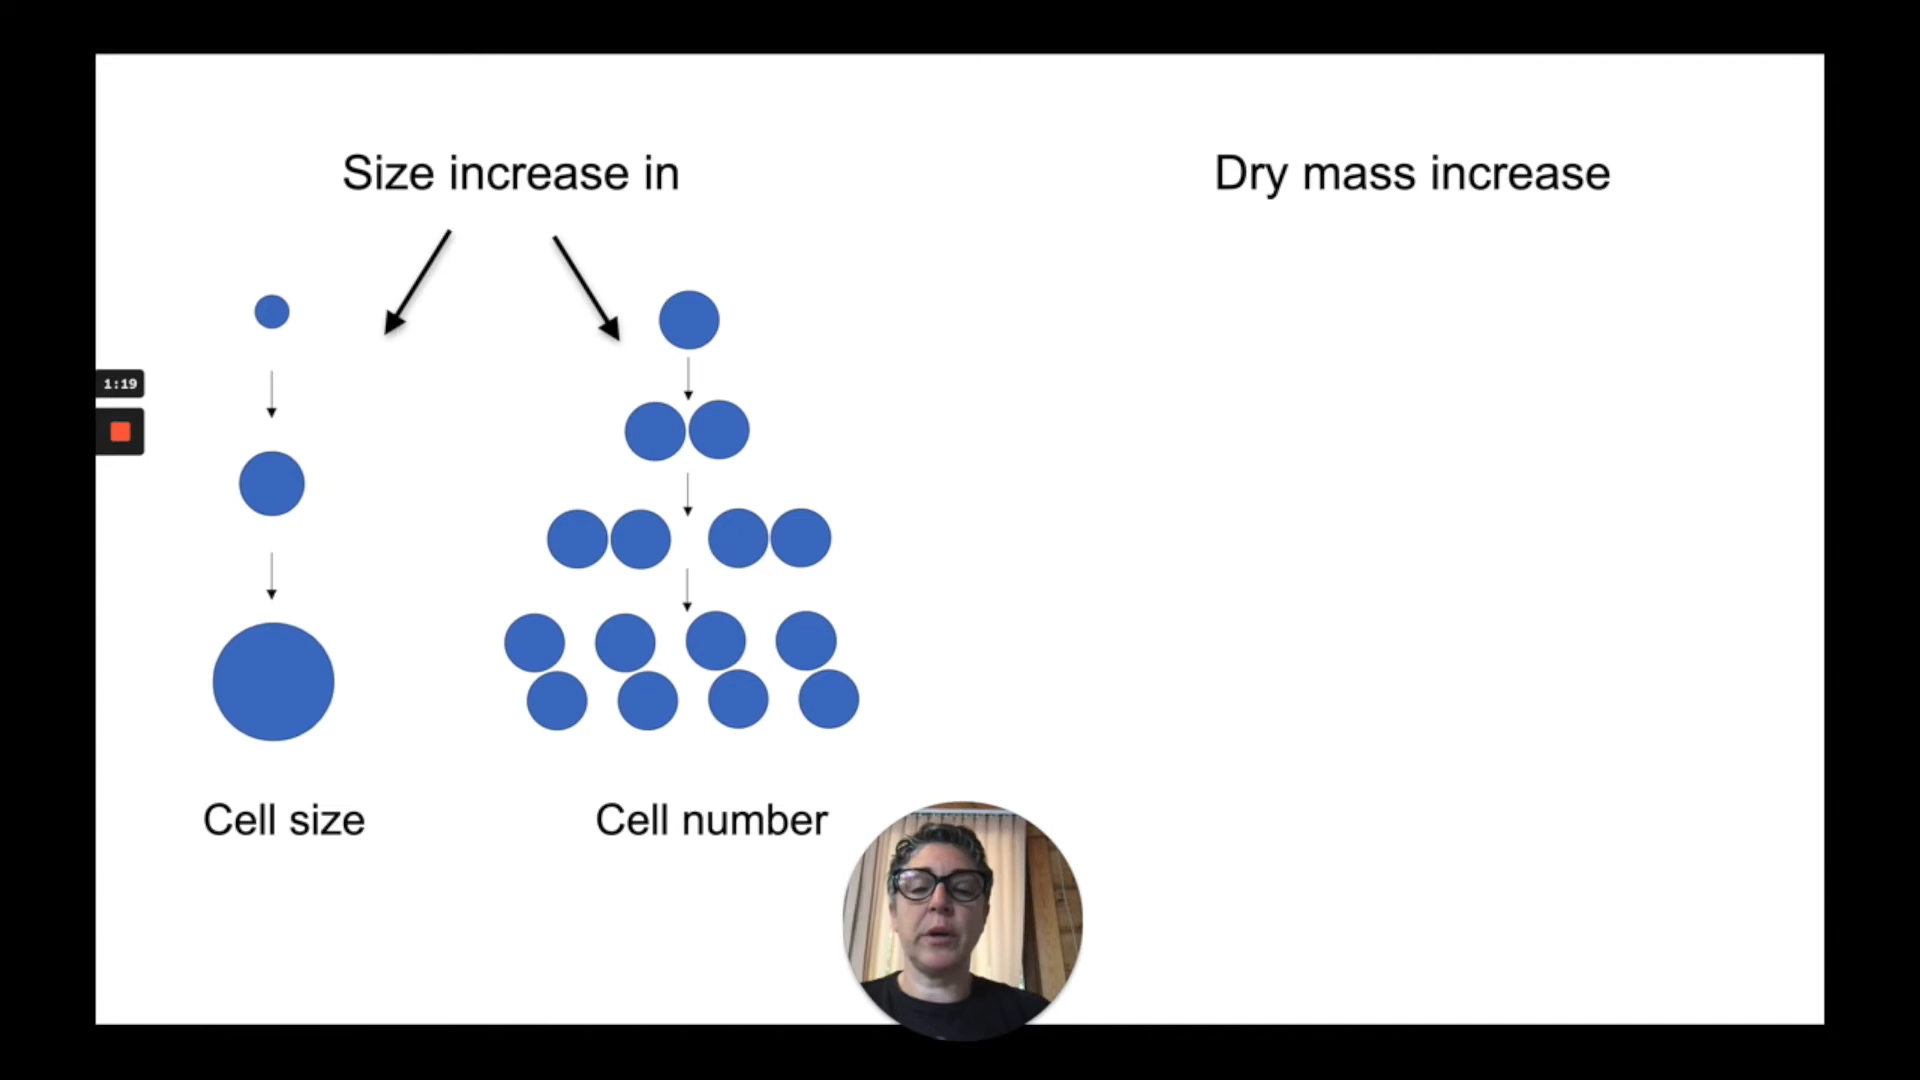 Size increase in
Dry mass increase
1:19
Cell size
Cell number